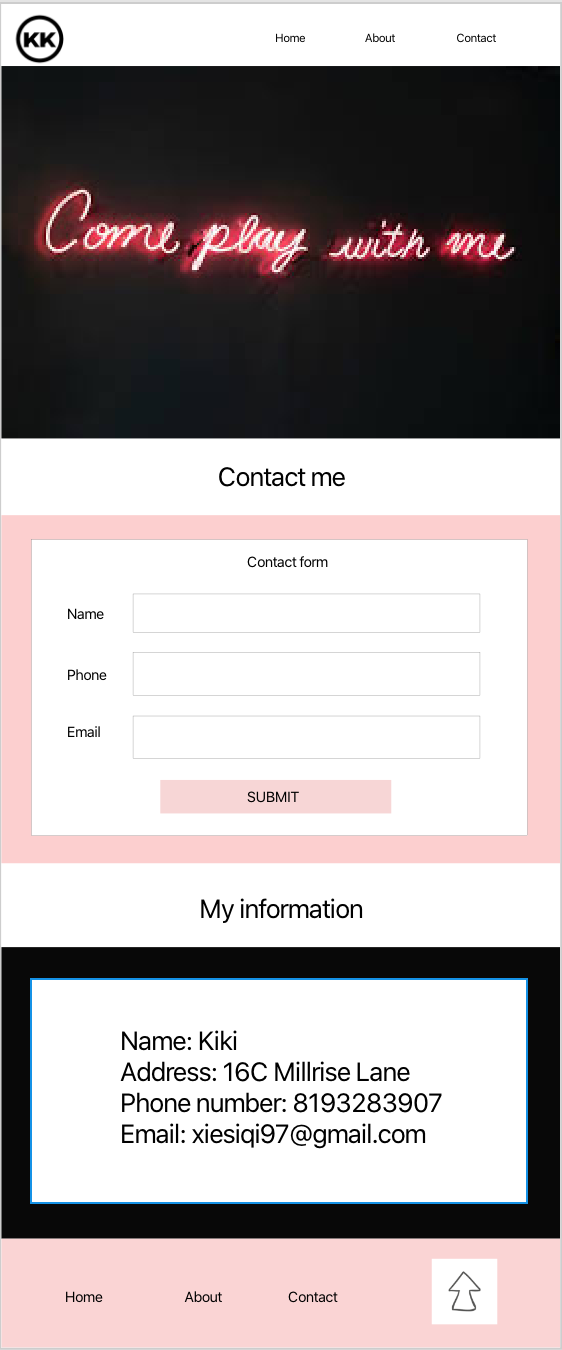 KK
Home About Contact
Come play with me
Contact me
Contact form
Name
Phone
Email
SUBMIT
My information
Name: Kiki
Address: 16C Millrise Lane
Phone number: 8193283907
Email: xiesiqi97@gmail.com
Home About Contact